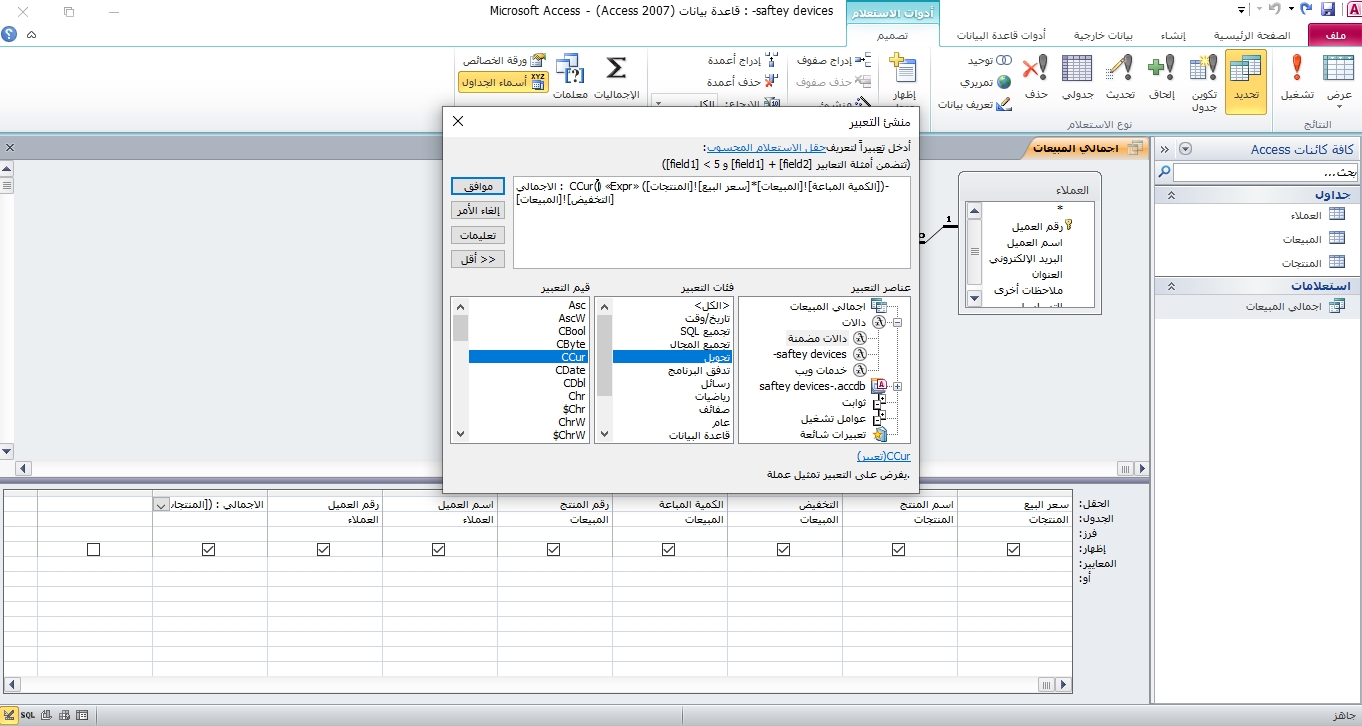 saftey devices- : قاعدة بيانات (Access 2007) - Microsoft Access
أدوات الاستعلام
ملف
الصفحة الرئيسية
إنشاء
بيانات خارجية
أدوات قاعدة البيانات
تصميم
عرض
تشغيل
النتائج
تحديد
تكوين جدول
إلحاق
تحديث
جدولي
حذف
توحيد
تمريري
تعريف بيانات
نوع الاستعلام
إظهار
إدراج صفوف
حذف صفوف
إدراج أعمدة
حذف أعمدة
الكل
الإجماليات
معلمات
ورقة الخصائص
أسماء الجداول
كافة كائنات Access
بحث...
جداول
العملاء
المبيعات
المنتجات
استعلامات
اجمالي المبيعات
اجمالي المبيعات
العملاء
*
رقم العميل
اسم العميل
البريد الإلكتروني
العنوان
ملاحظات أخرى
1
منشئ التعبير
أدخل تعبيراً لتعريف حقل الاستعلام المحسوب:
(تتضمن أمثلة التعابير [field1] + [field2] و [field1] < 5)
الاجمالي : CCur() «Expr» ([المنتجات]![سعر البيع]*[المبيعات]![الكمية المباعة])-
[المبيعات]![التخفيض]
موافق
إلغاء الأمر
تعليمات
<< أقل
عناصر التعبير
اجمالي المبيعات
دالات
دالات مضمنة
saftey devices-
خدمات ويب
saftey devices-.accdb
ثوابت
عوامل تشغيل
تعبيرات شائعة
فئات التعبير
<الكل>
تاريخ/وقت
تجميع SQL
تجميع المجال
تحويل
تدفق البرنامج
رسائل
رياضيات
صفائف
عام
قاعدة البيانات
قيم التعبير
Asc
AscW
CBool
CByte
CCur
CDate
CDbl
Chr
Chr$
ChrW
ChrW$
CCur(تعبير)
يفرض على التعبير تمثيل عملة.
الحقل:
سعر البيع
اسم المنتج
التخفيض
الكمية المباعة
رقم المنتج
اسم العميل
رقم العميل
الاجمالي : ([المنتجات
الجدول:
المنتجات
المنتجات
المبيعات
المبيعات
المبيعات
العملاء
العملاء
فرز:
إظهار:
المعايير:
أو:
جاهز
SQL